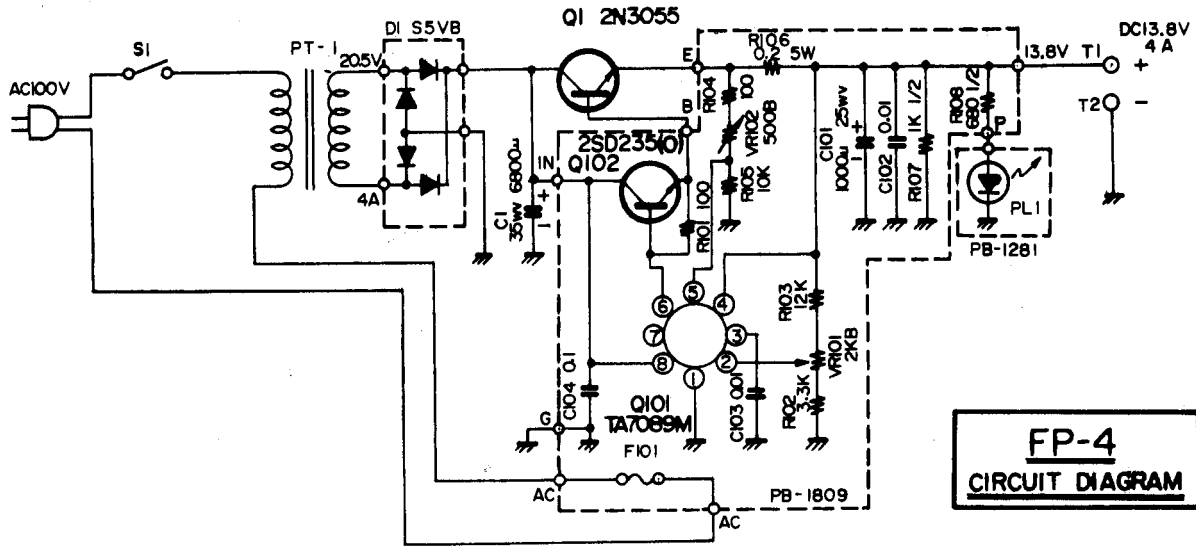 Q1 2N3055
D1 S5VB
S1
PT-1
20.5V
AC100V
4A
E
R106
0.2 5W
13.8V
T1
DC13.8V
4A
+
T2
-
B
R104
100
VR102
500B
R105
10K
C101
1000μ
25WV
+
-
C102
0.01
R107
1K 1/2
R108
680 1/2
P
PL1
PB-1281
2SD235(O)
Q102
IN
C1
35WV
6800μ
+
-
R101 100
6
5
4
7
3
8
2
1
R103
12K
VR101
2KB
R102
3.3K
C103 0.01
C104 0.1
Q101
TA7089M
G
F101
AC
AC
PB-1809
FP-4
CIRCUIT DIAGRAM